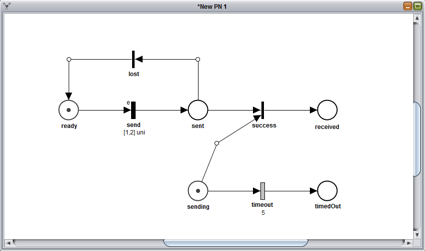 *New PN 1
lost
e
ready
send
sent
success
received
[1,2] uni
sending
timeout
timedOut
5